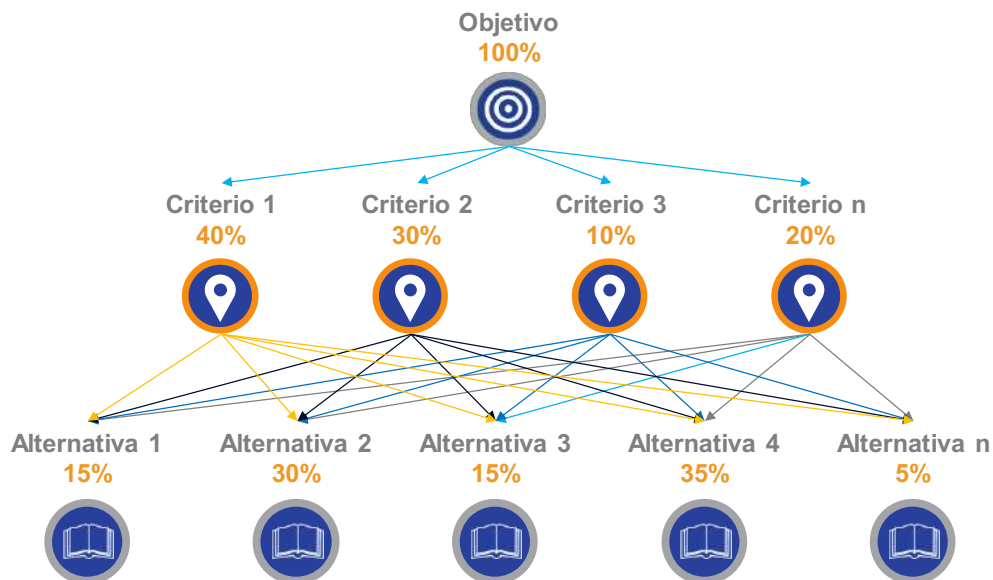 Objetivo
100%
Criterio 1
40%
Criterio 2
30%
Criterio 3
10%
Criterio n
20%
Alternativa 1
15%
Alternativa 2
30%
Alternativa 3
15%
Alternativa 4
35%
Alternativa n
5%